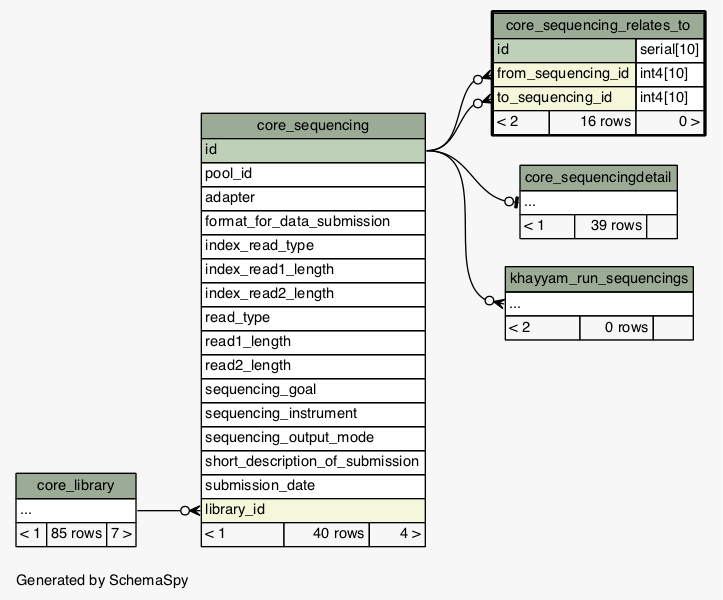 core_sequencing_relates_to
id serial[10]
from_sequencing_id int4[10]
to_sequencing_id int4[10]
< 2 16 rows 0 >
core_sequencing
id
pool_id
adapter
format_for_data_submission
index_read_type
index_read1_length
index_read2_length
read_type
read1_length
read2_length
sequencing_goal
sequencing_instrument
sequencing_output_mode
short_description_of_submission
submission_date
library_id
< 1 40 rows 4 >
core_sequencingdetail
...
< 1 39 rows
khayyam_run_sequencings
...
< 2 0 rows
core_library
...
< 1 85 rows 7 >
Generated by SchemaSpy